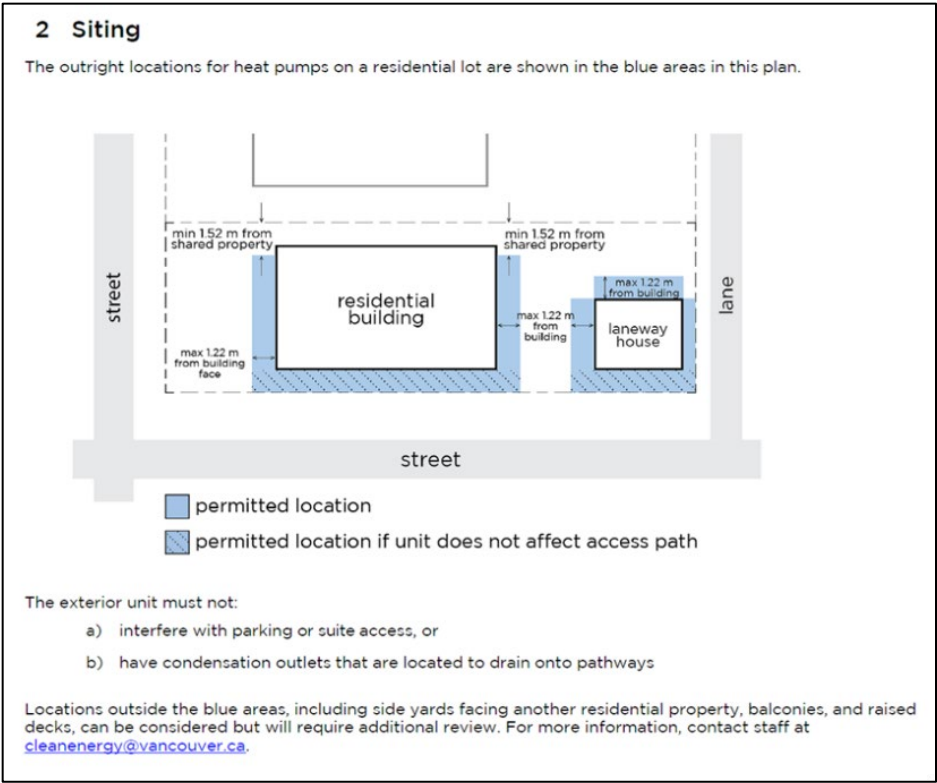 2 Siting
The outright locations for heat pumps on a residential lot are shown in the blue areas in this plan.
min 1.52 m from
shared property
min 1.52 m from
shared property
street
residential
building
max 1.22 m
from building
lane
max 1.22 m
from
building
laneway
house
max 1.22 m
from building
face
street
permitted location
permitted location if unit does not affect access path
The exterior unit must not:
a) interfere with parking or suite access, or
b) have condensation outlets that are located to drain onto pathways
Locations outside the blue areas, including side yards facing another residential property, balconies, and raised
decks, can be considered but will require additional review. For more information, contact staff at
cleanenergy@vancouver.ca.